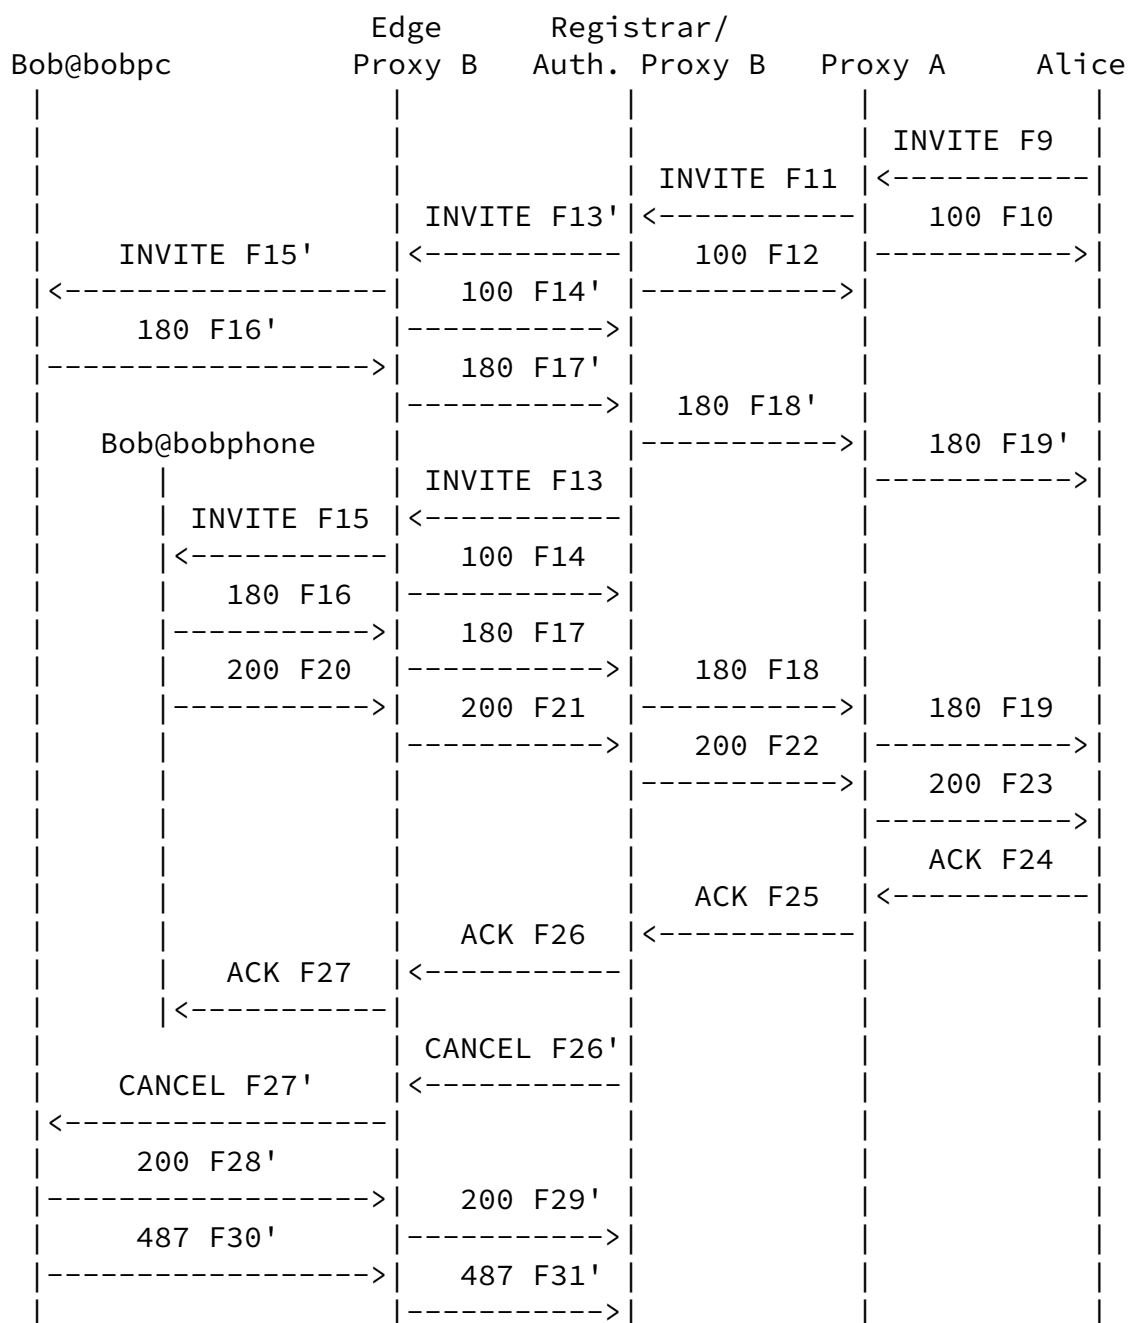 Edge Registrar/
Bob@bobpc Proxy B Auth. Proxy B Proxy A Alice
INVITE F9
INVITE F11
INVITE F13' 100 F10
INVITE F15' 100 F12
100 F14'
180 F16'
180 F17'
180 F18'
Bob@bobphone 180 F19'
INVITE F13
INVITE F15
100 F14
180 F16
180 F17
200 F20 180 F18
200 F21 180 F19
200 F22
200 F23
ACK F24
ACK F25
ACK F26
ACK F27
CANCEL F26'
CANCEL F27'
200 F28'
200 F29'
487 F30'
487 F31'